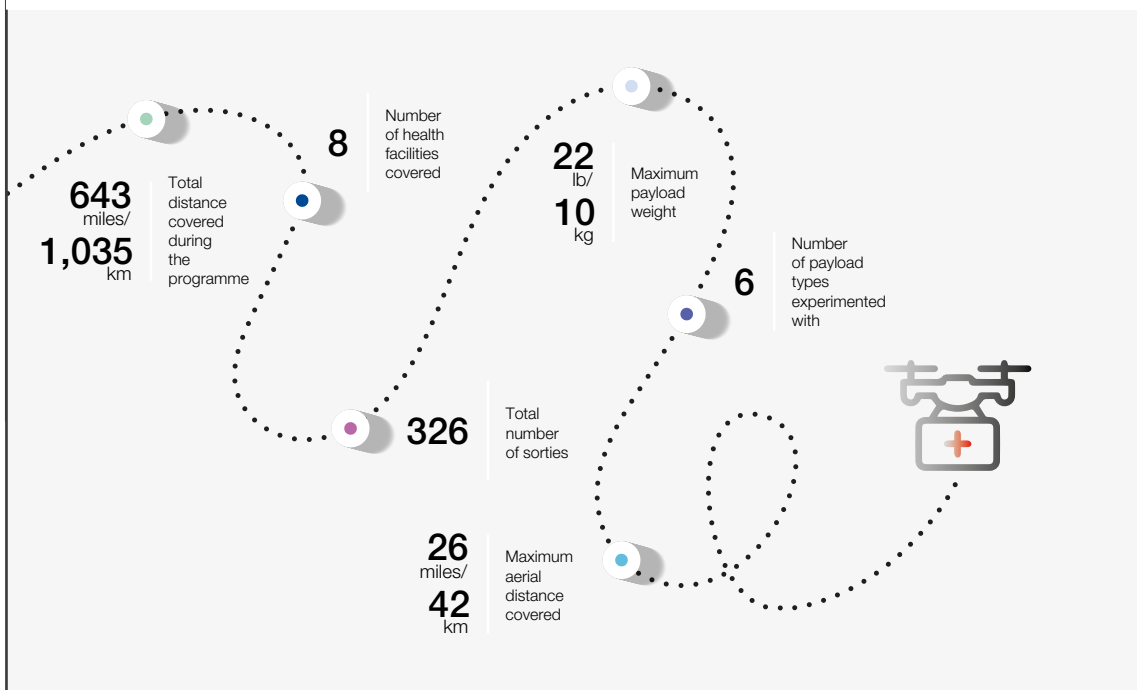 643
miles/
1,035
km
Total
distance
covered
during
the
programme
8
Number
of health
facilities
covered
326
Total
number
of sorties
22
lb/
10
kg
Maximum
payload
weight
6
Number
of payload
types
experimented
with
26
miles/
42
km
Maximum
aerial
distance
covered